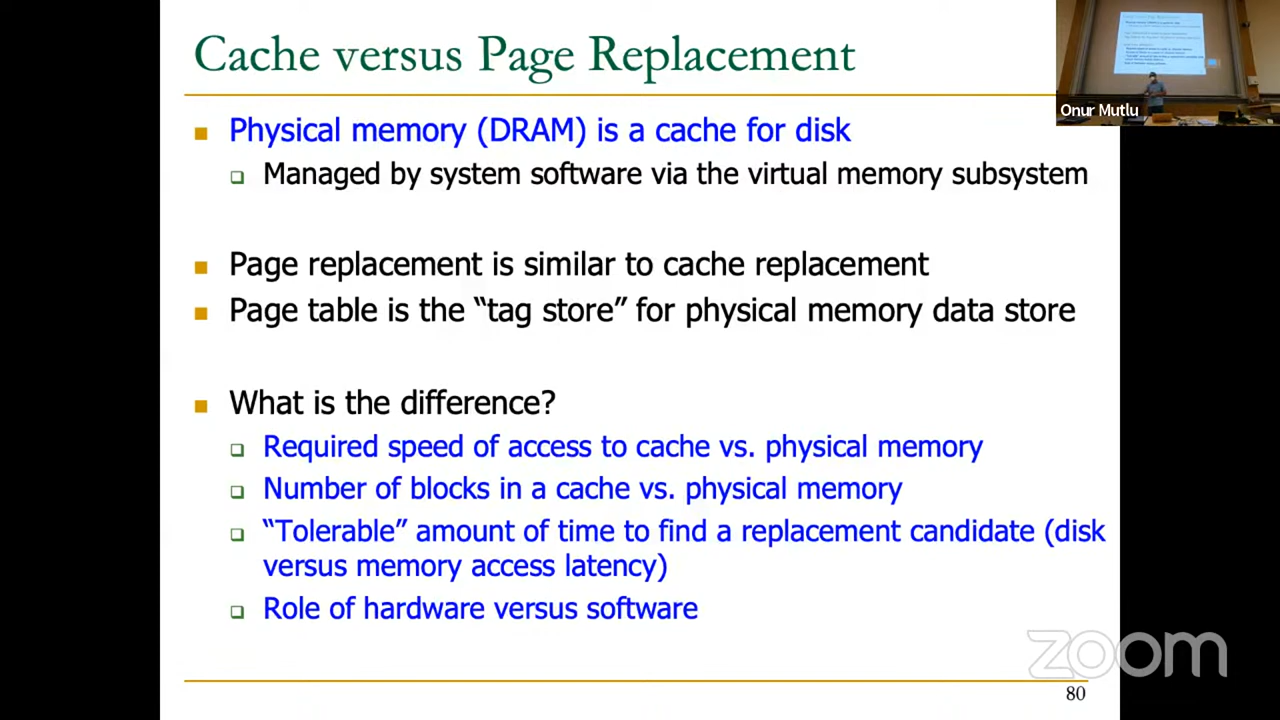 Cache versus Page Replacement
Onur Mutlu
Physical memory (DRAM) is a cache for disk
Managed by system software via the virtual memory subsystem
Page replacement is similar to cache replacement
Page table is the “tag store” for physical memory data store
What is the difference?
Required speed of access to cache vs. physical memory
Number of blocks in a cache vs. physical memory
“Tolerable” amount of time to find a replacement candidate (disk
versus memory access latency)
Role of hardware versus software
zoom
80